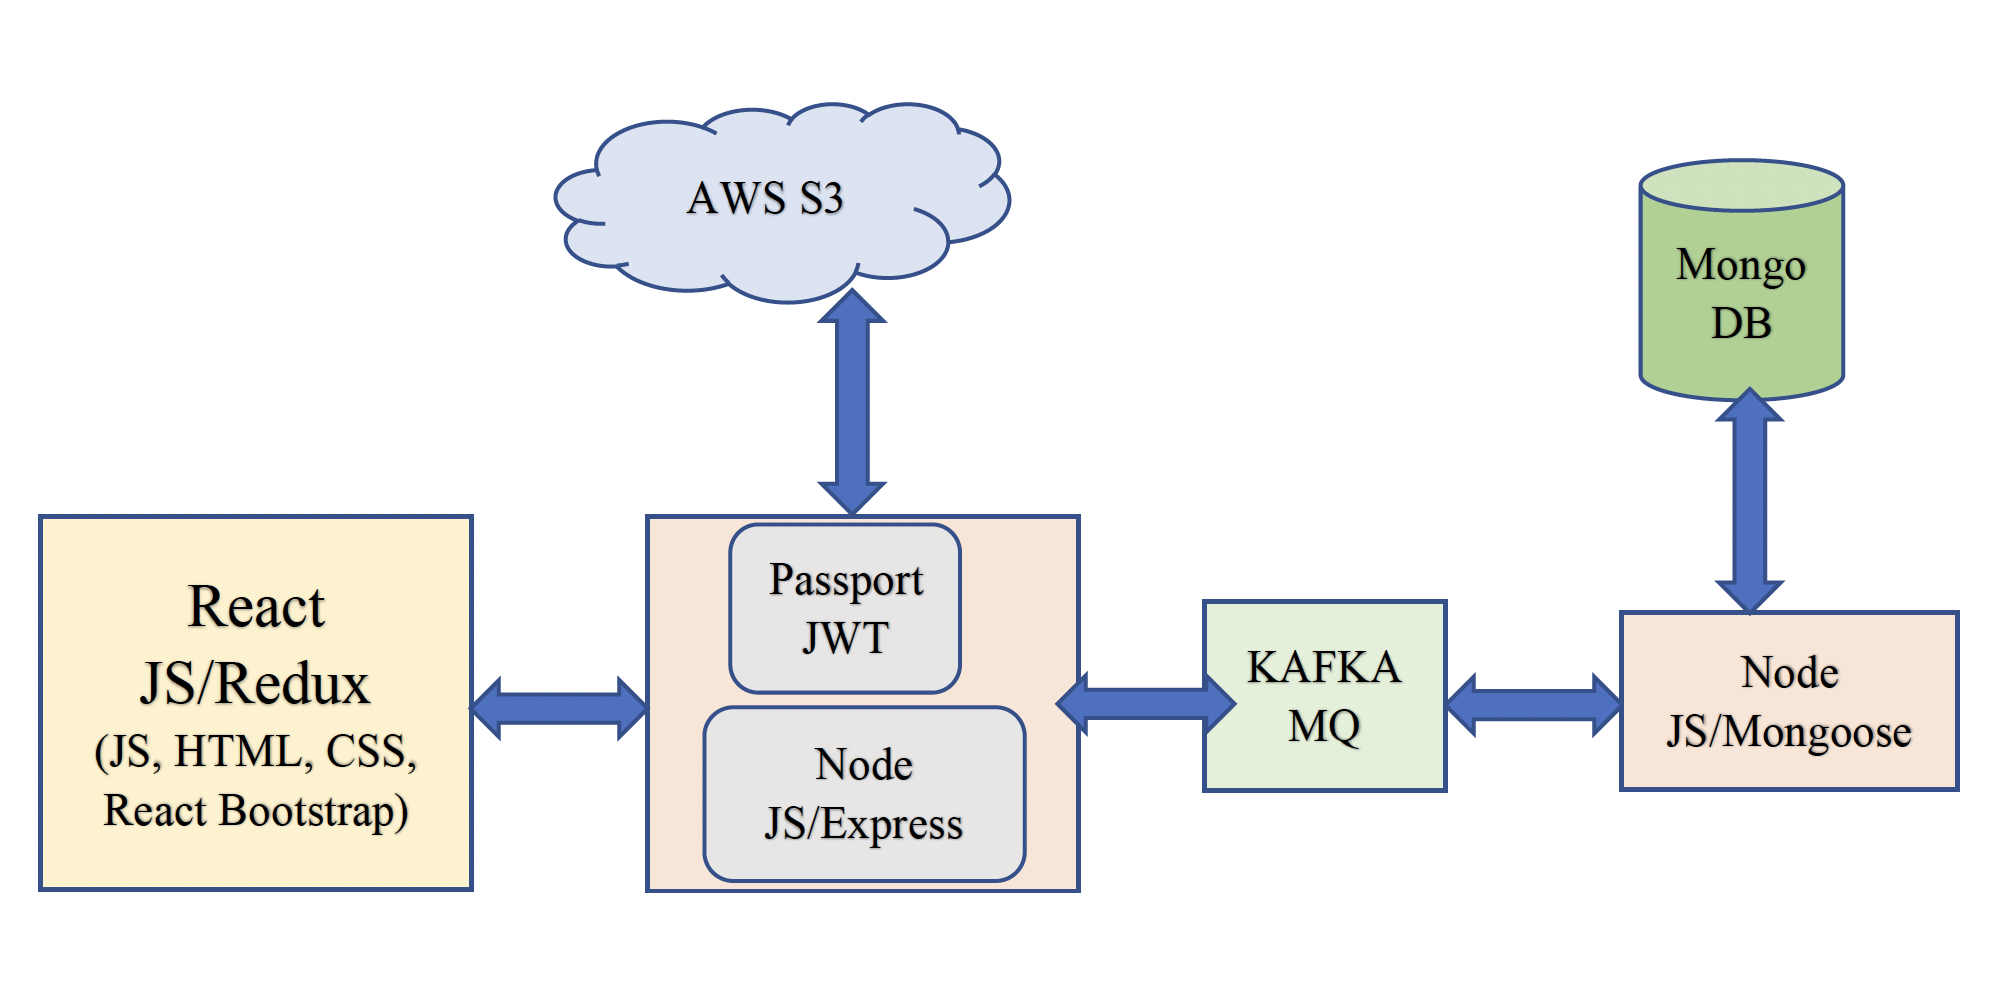 AWS S3
Mongo
DB
React
JS/Redux
(JS, HTML, CSS,
React Bootstrap)
Passport
JWT
Node
JS/Express
KAFKA
MQ
Node
JS/Mongoose